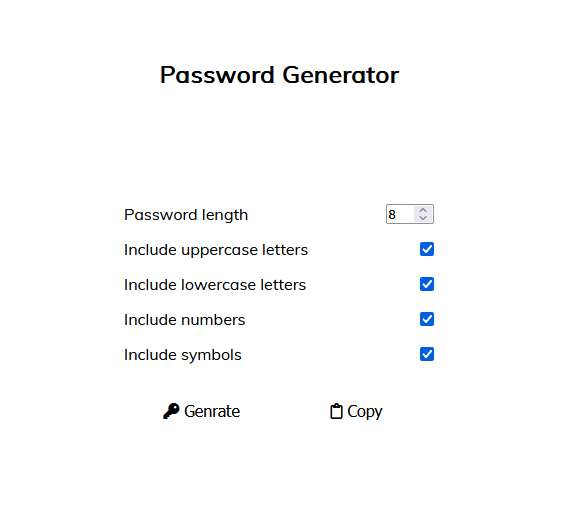 Password Generator
Password length 8
Include uppercase letters
Include lowercase letters
Include numbers
Include symbols
Genrate Copy